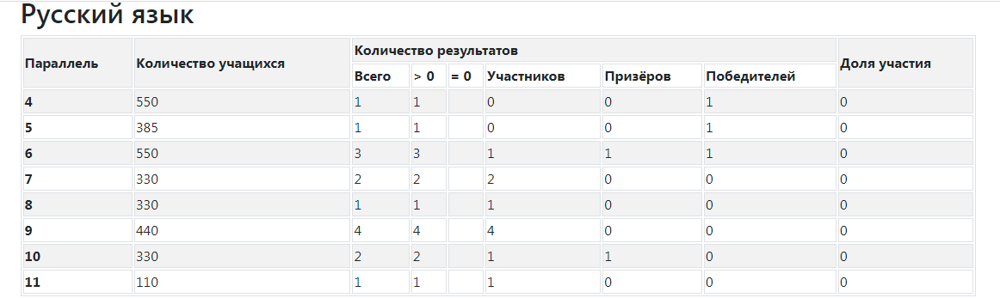 Русский язык
Параллель Количество учащихся Количество результатов Доля участия
Всего > 0 = 0 Участников Призёров Победителей
4 550 1 1 0 0 1 0
5 385 1 1 0 0 1 0
6 550 3 3 1 1 1 0
7 330 2 2 2 0 0 0
8 330 1 1 1 0 0 0
9 440 4 4 4 0 0 0
10 330 2 2 1 1 0 0
11 110 1 1 1 0 0 0